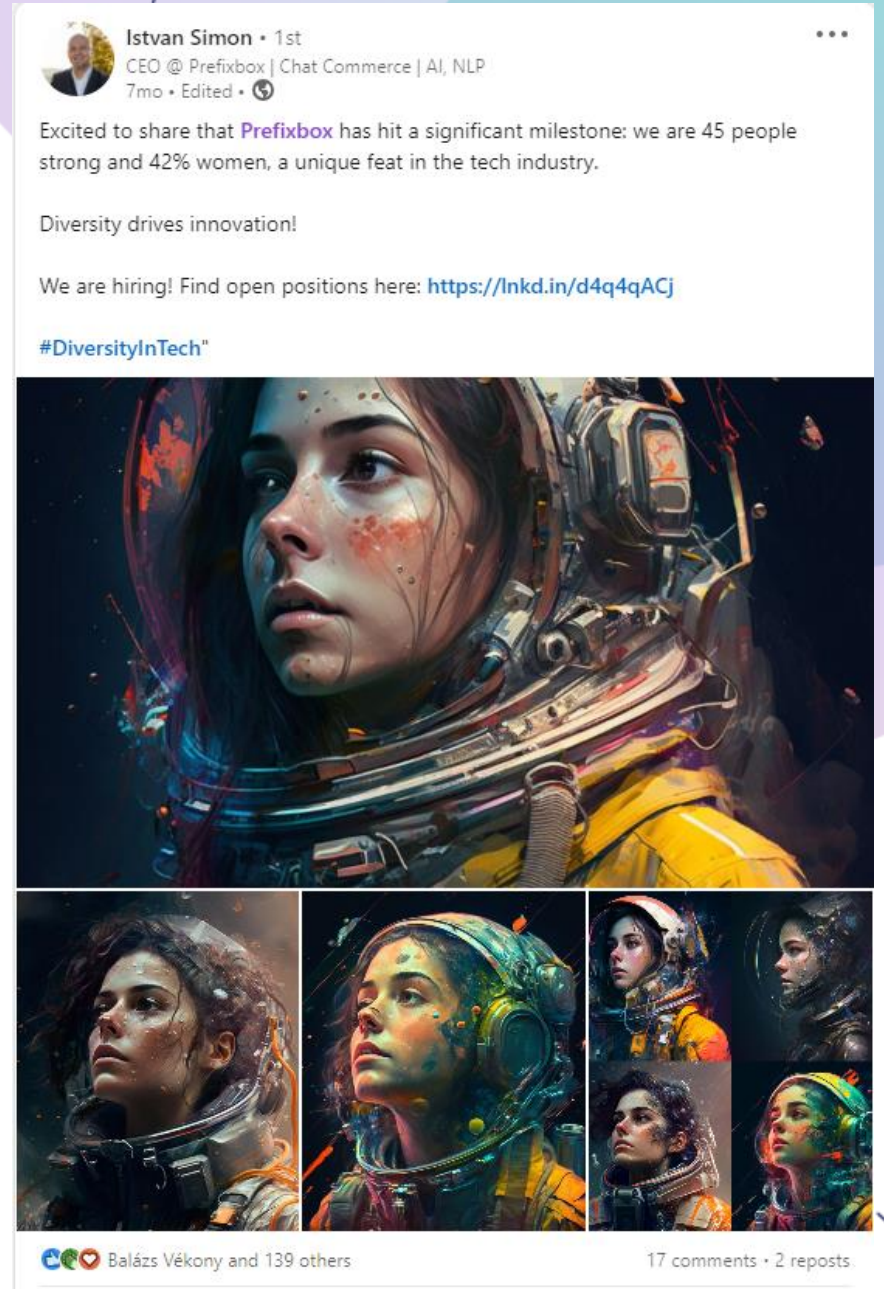 Istvan Simon • 1st
CEO @ Prefixbox | Chat Commerce | AI, NLP
7mo • Edited •
Excited to share that Prefixbox has hit a significant milestone: we are 45 people
strong and 42% women, a unique feat in the tech industry.
Diversity drives innovation!
We are hiring! Find open positions here: https://lnkd.in/d4q4qACj
#DiversityInTech"
Balázs Vékony and 139 others
17 comments • 2 reposts